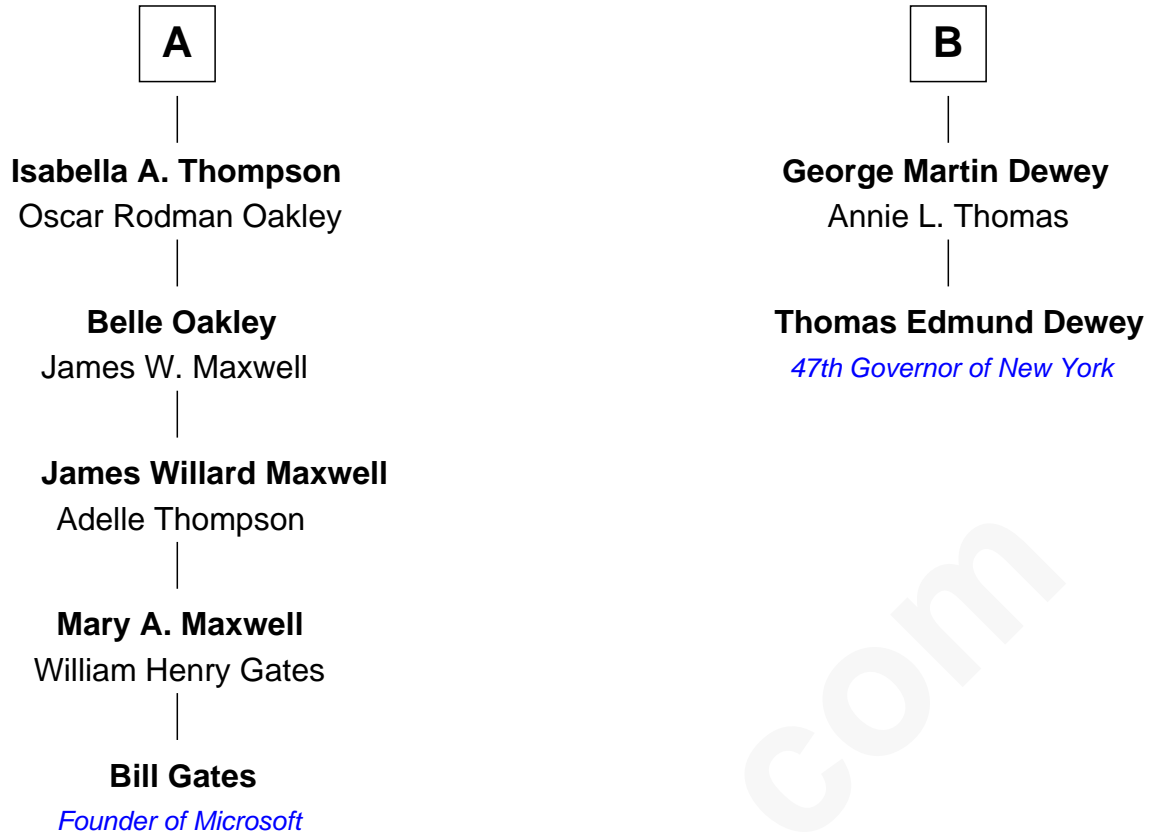 A
Isabella A. Thompson
Oscar Rodman Oakley
Belle Oakley
James W. Maxwell
James Willard Maxwell
Adelle Thompson
Mary A. Maxwell
William Henry Gates
Bill Gates
Founder of Microsoft
B
George Martin Dewey
Annie L. Thomas
Thomas Edmund Dewey
47th Governor of New York
com